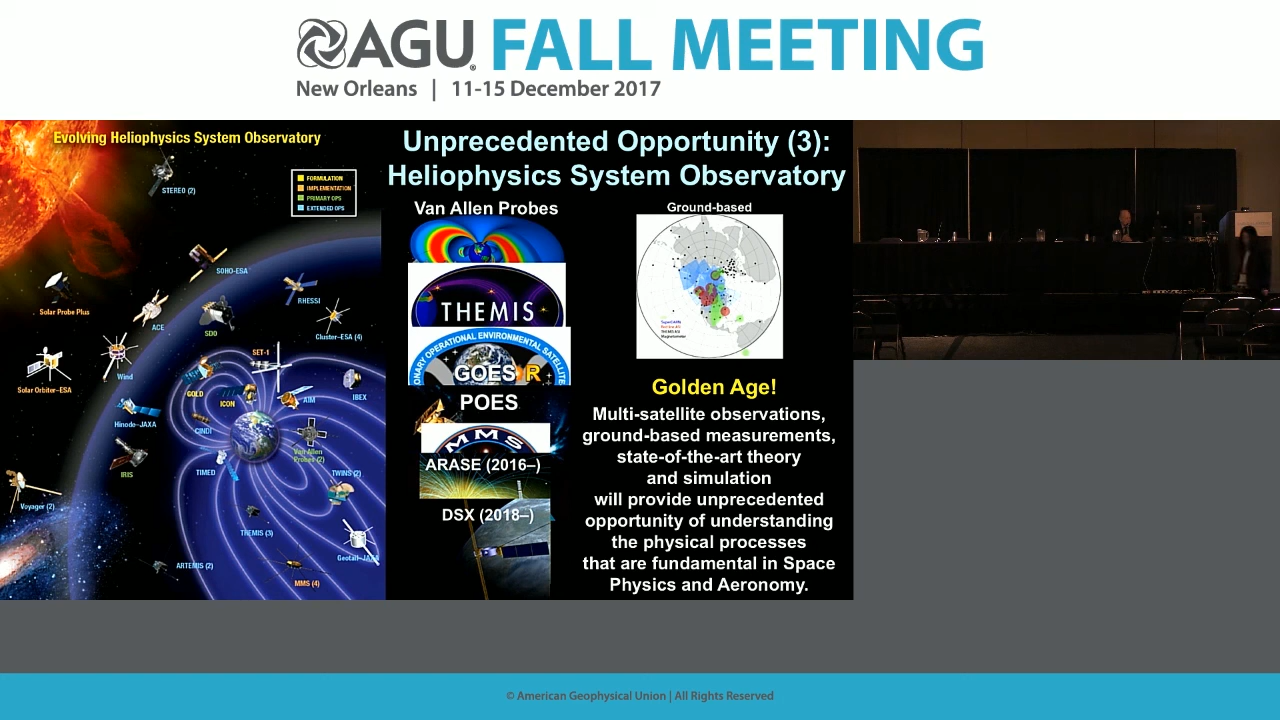 AGU FALL MEETING
New Orleans | 11-15 December 2017
Evolving Heliophysics System Observatory
FORMULATION
IMPLEMENTATION
PRIMARY OPS
EXTENDED OPS
STEREO (2)
SOHO-ESA
RHESSI
Solar Probe Plus
ACE
SDO
Cluster-ESA (4)
SET-1
Wind
Solar Orbiter-ESA
GOLD
ICON
AIM
IBEX
Hinode-JAXA
CINDI
IRIS
TIMED
Van Allen
Probes (2)
TWINS (2)
Voyager (2)
THEMIS (3)
Geotail-JAXA
ARTEMIS (2)
MMS (4)
Unprecedented Opportunity (3):
Heliophysics System Observatory
Van Allen Probes
THEMIS
ONARY OPERATIONAL ENVIRONMENTAL SATELLITE
GOES R
POES
MMS
ARASE (2016–)
DSX (2018–)
Ground-based
Magnetometer
Golden Age!
Multi-satellite observations,
ground-based measurements,
state-of-the-art theory
and simulation
will provide unprecedented
opportunity of understanding
the physical processes
that are fundamental in Space
Physics and Aeronomy.
© American Geophysical Union | All Rights Reserved